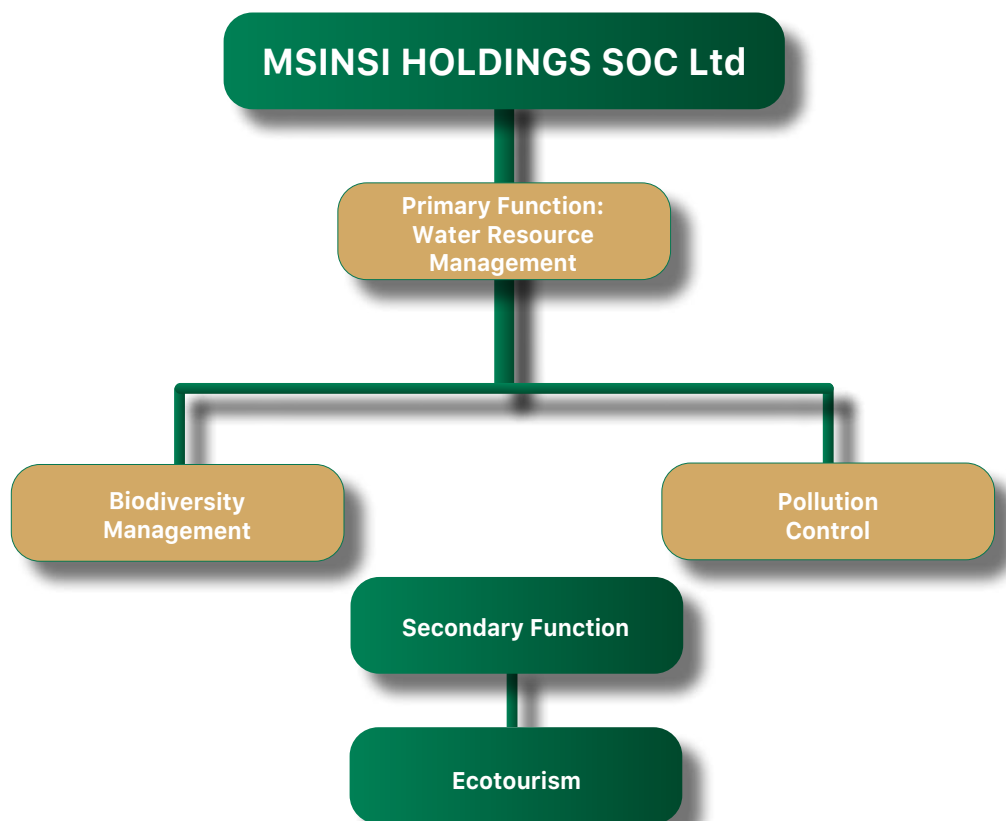 MSINSI HOLDINGS SOC Ltd
Primary Function:
Water Resource
Management
Biodiversity
Management
Pollution
Control
Secondary Function
Ecotourism